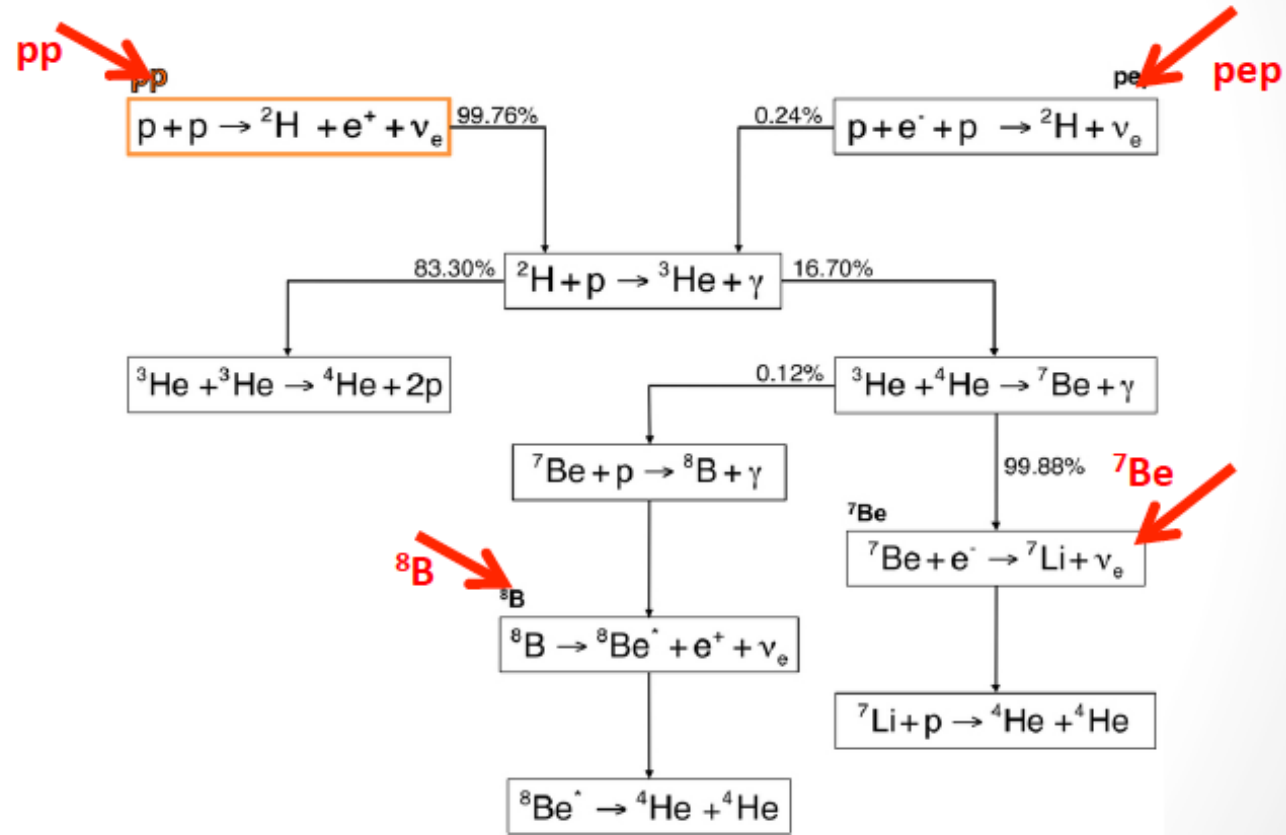 pp
pp
p + p → ²H + e⁺ + νₑ
99.76%
pep
pe
0.24%
p + e⁻ + p → ²H + νₑ
83.30%
²H + p → ³He + γ
16.70%
³He + ³He → ⁴He + 2p
0.12%
³He + ⁴He → ⁷Be + γ
⁷Be + p → ⁸B + γ
99.88%
⁷Be
⁷Be
⁷Be + e⁻ → ⁷Li + νₑ
⁸B
⁸B
⁸B → ⁸Be* + e⁺ + νₑ
⁷Li + p → ⁴He + ⁴He
⁸Be* → ⁴He + ⁴He